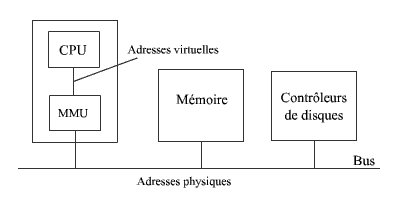 CPU
Adresses virtuelles
MMU
Mémoire
Contrôleurs
de disques
Bus
Adresses physiques